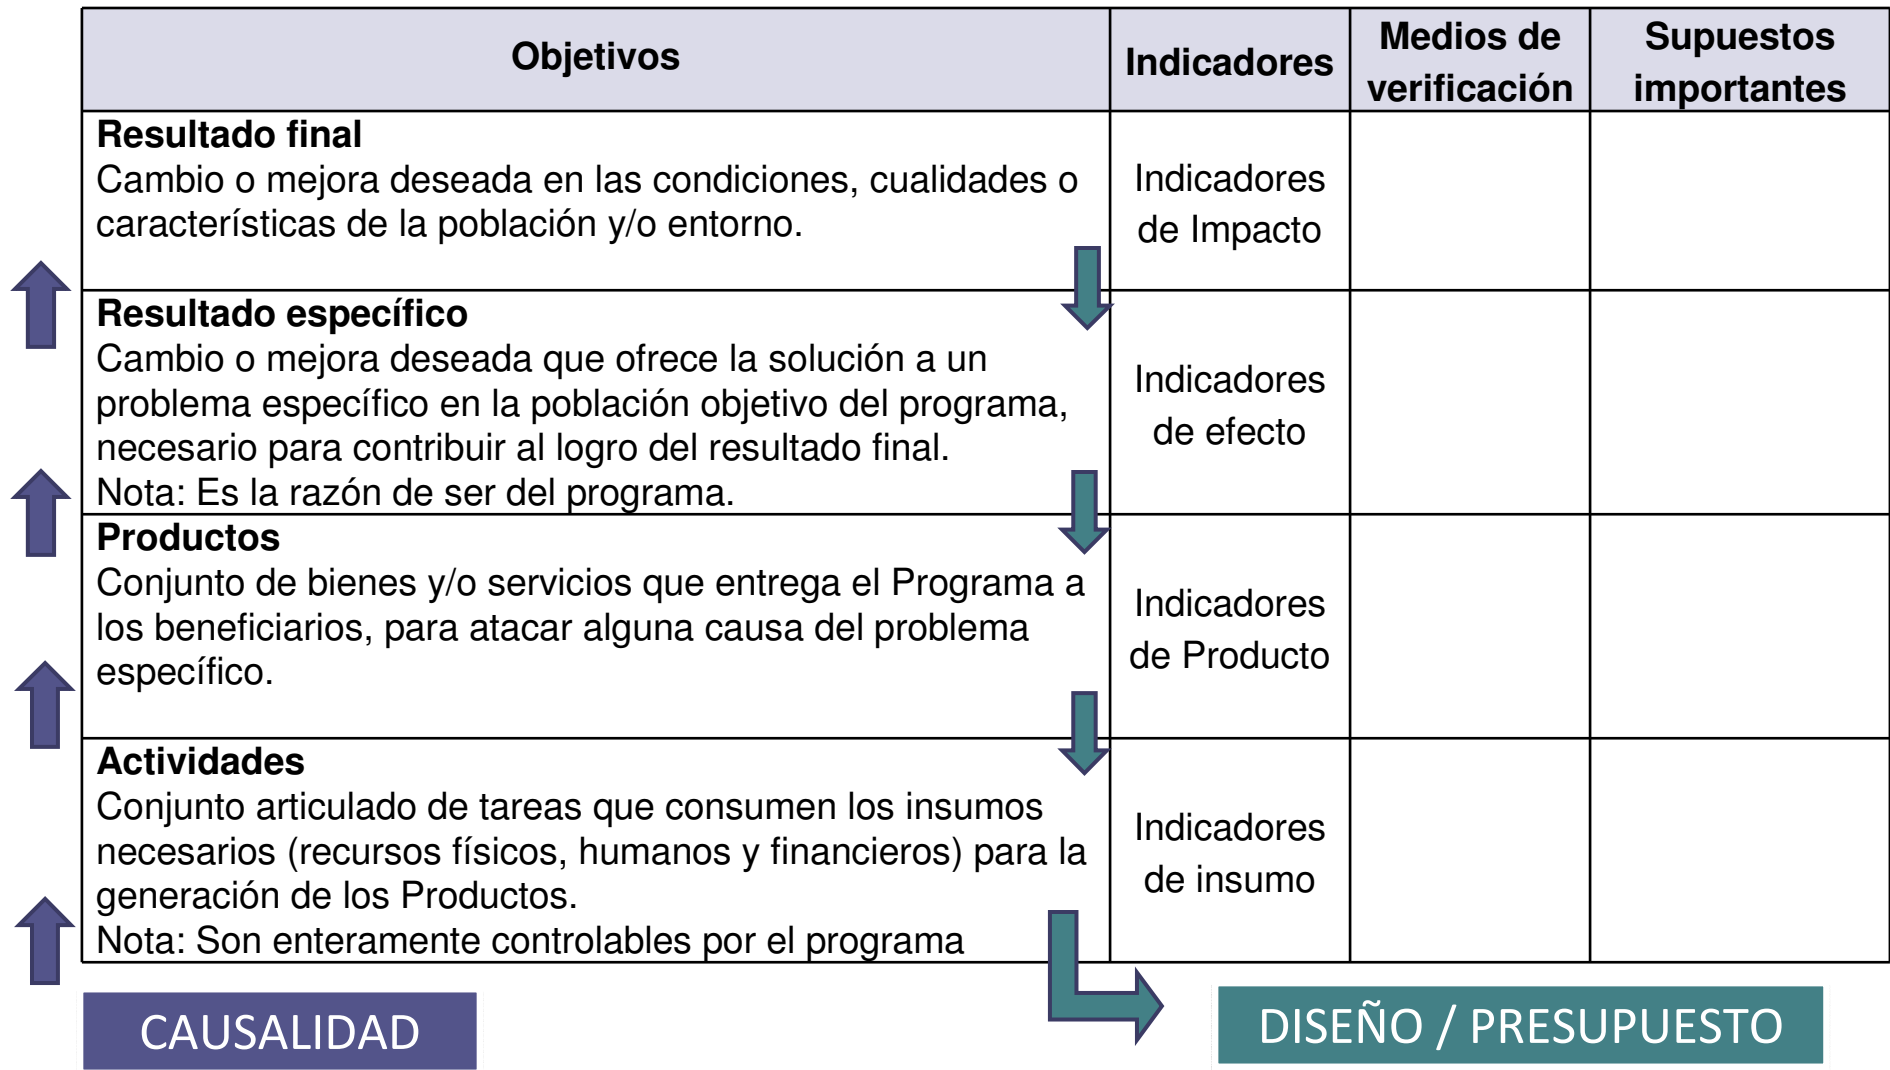 Objetivos
Indicadores
Medios de
verificación
Supuestos
importantes
Resultado final
Cambio o mejora deseada en las condiciones, cualidades o
características de la población y/o entorno.
Indicadores
de Impacto
Resultado específico
Cambio o mejora deseada que ofrece la solución a un
problema específico en la población objetivo del programa,
necesario para contribuir al logro del resultado final.
Nota: Es la razón de ser del programa.
Indicadores
de efecto
Productos
Conjunto de bienes y/o servicios que entrega el Programa a
los beneficiarios, para atacar alguna causa del problema
específico.
Indicadores
de Producto
Actividades
Conjunto articulado de tareas que consumen los insumos
necesarios (recursos físicos, humanos y financieros) para la
generación de los Productos.
Nota: Son enteramente controlables por el programa
Indicadores
de insumo
CAUSALIDAD
DISEÑO / PRESUPUESTO